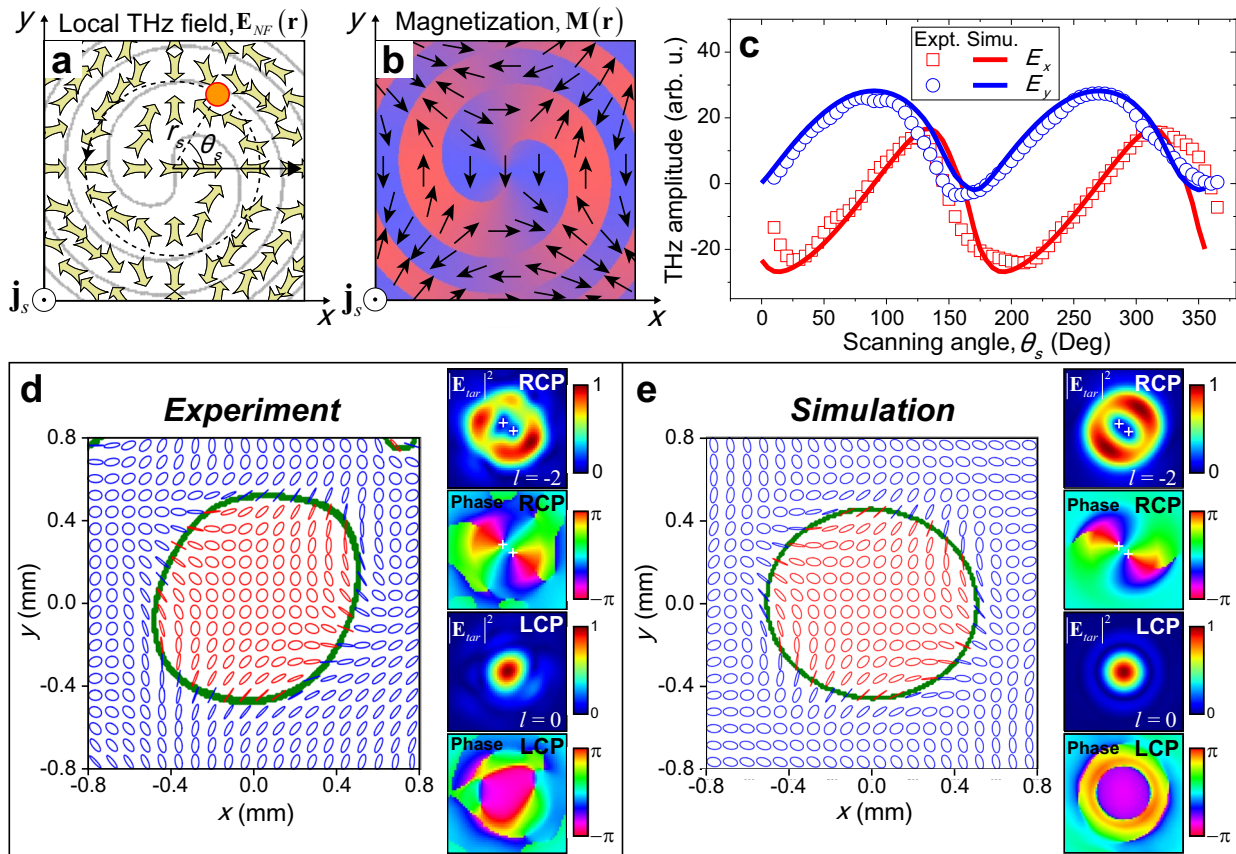 y Local THz field, E_NF (r)
a
r_s θ_s
j_s x
y Magnetization, M(r)
b
j_s x
c
Expt. Simu.
E_x
E_y
THz amplitude (arb. u.)
40
20
0
-20
0 50 100 150 200 250 300 350
Scanning angle, θ_s (Deg)
d
Experiment
y (mm)
0.8
0.4
0.0
-0.4
-0.8
-0.8 -0.4 0.0 0.4 0.8
x (mm)
|E_tar|² RCP
l = -2
1
0
Phase RCP
π
−π
|E_tar|² LCP
l = 0
1
0
Phase LCP
π
−π
e
Simulation
y (mm)
0.8
0.4
0.0
-0.4
-0.8
-0.8 -0.4 0.0 0.4 0.8
x (mm)
|E_tar|² RCP
l = -2
1
0
Phase RCP
π
−π
|E_tar|² LCP
l = 0
1
0
Phase LCP
π
−π